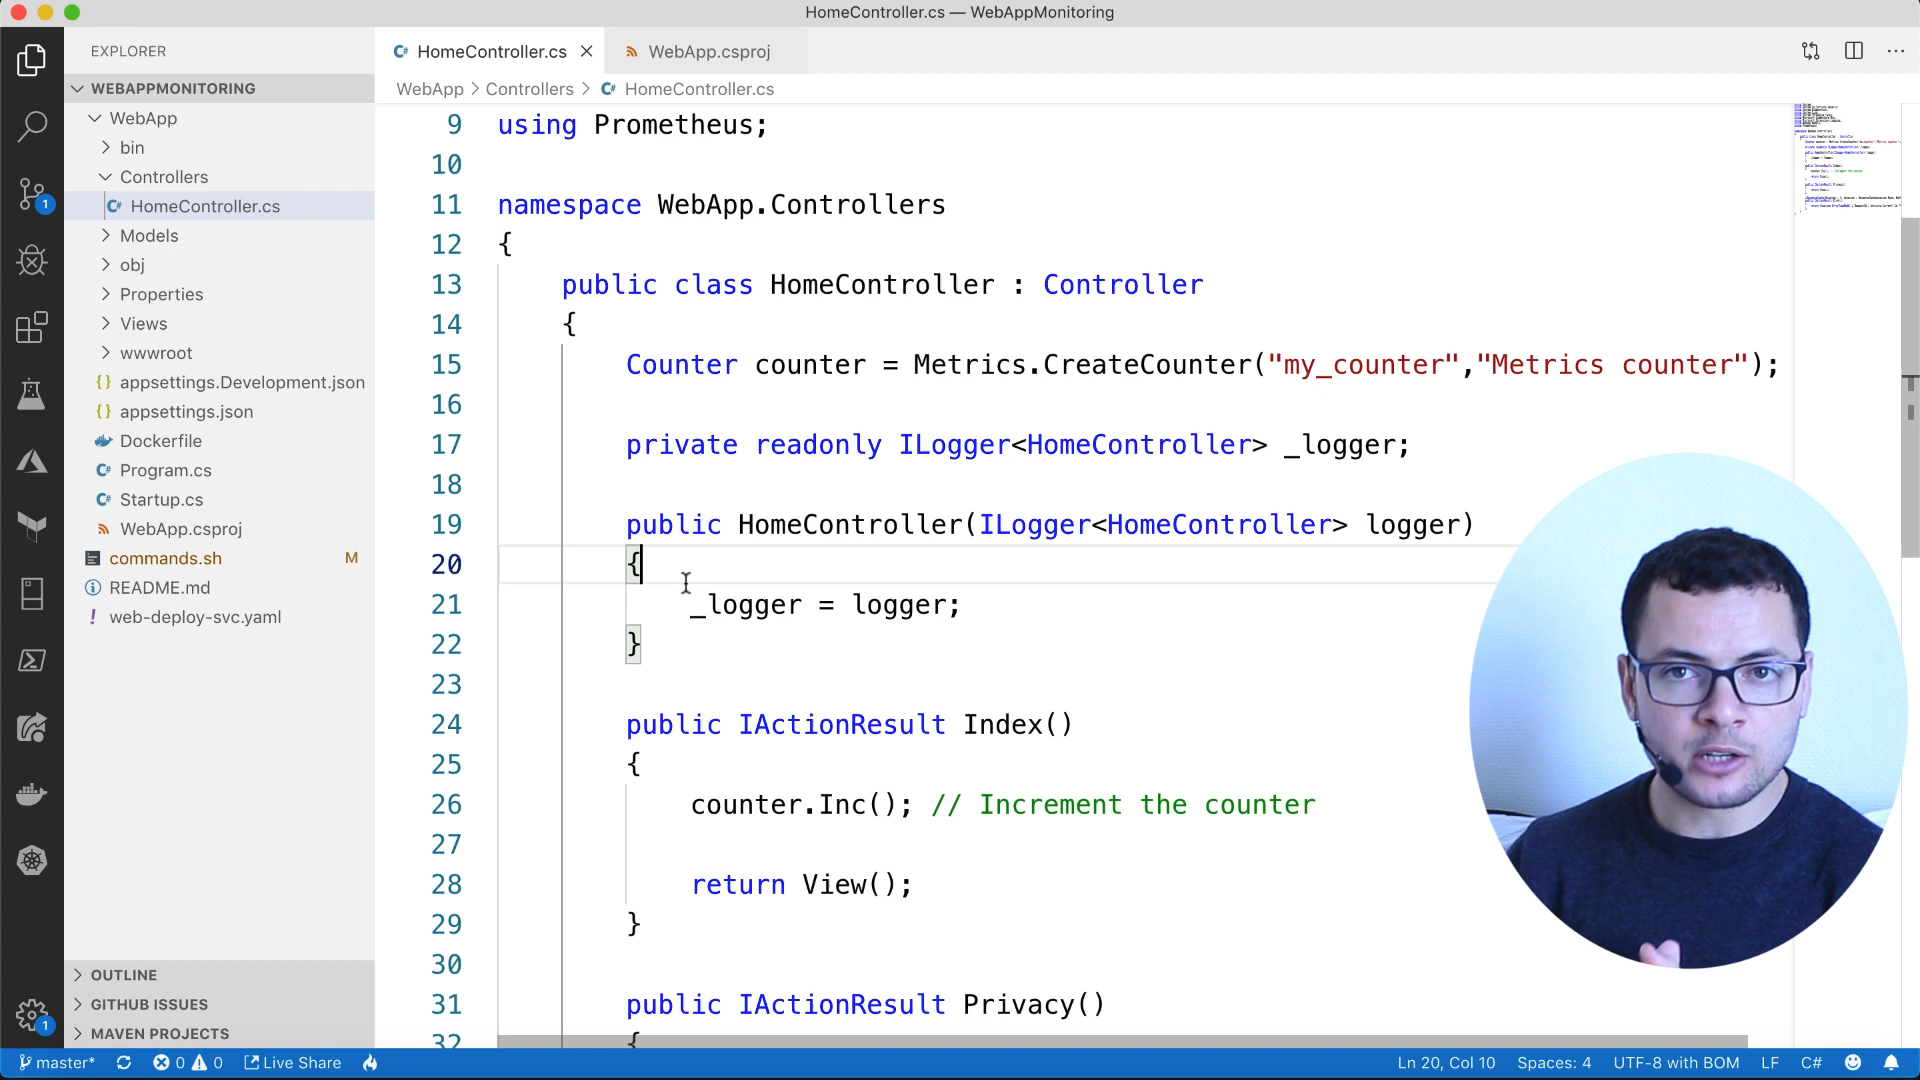 HomeController.cs — WebAppMonitoring
EXPLORER
WEBAPPMONITORING
WebApp
bin
Controllers
C# HomeController.cs
Models
obj
Properties
Views
wwwroot
{} appsettings.Development.json
{} appsettings.json
Dockerfile
C# Program.cs
C# Startup.cs
WebApp.csproj
commands.sh M
README.md
! web-deploy-svc.yaml
OUTLINE
GITHUB ISSUES
MAVEN PROJECTS
1
1
C# HomeController.cs
WebApp.csproj
WebApp > Controllers > C# HomeController.cs
9 using Prometheus;
10
11 namespace WebApp.Controllers
12 {
13 public class HomeController : Controller
14 {
15 Counter counter = Metrics.CreateCounter("my_counter","Metrics counter");
16
17 private readonly ILogger<HomeController> _logger;
18
19 public HomeController(ILogger<HomeController> logger)
20 {
21 _logger = logger;
22 }
23
24 public IActionResult Index()
25 {
26 counter.Inc(); // Increment the counter
27
28 return View();
29 }
30
31 public IActionResult Privacy()
32 {
master* 0 0 Live Share Ln 20, Col 10 Spaces: 4 UTF-8 with BOM LF C#